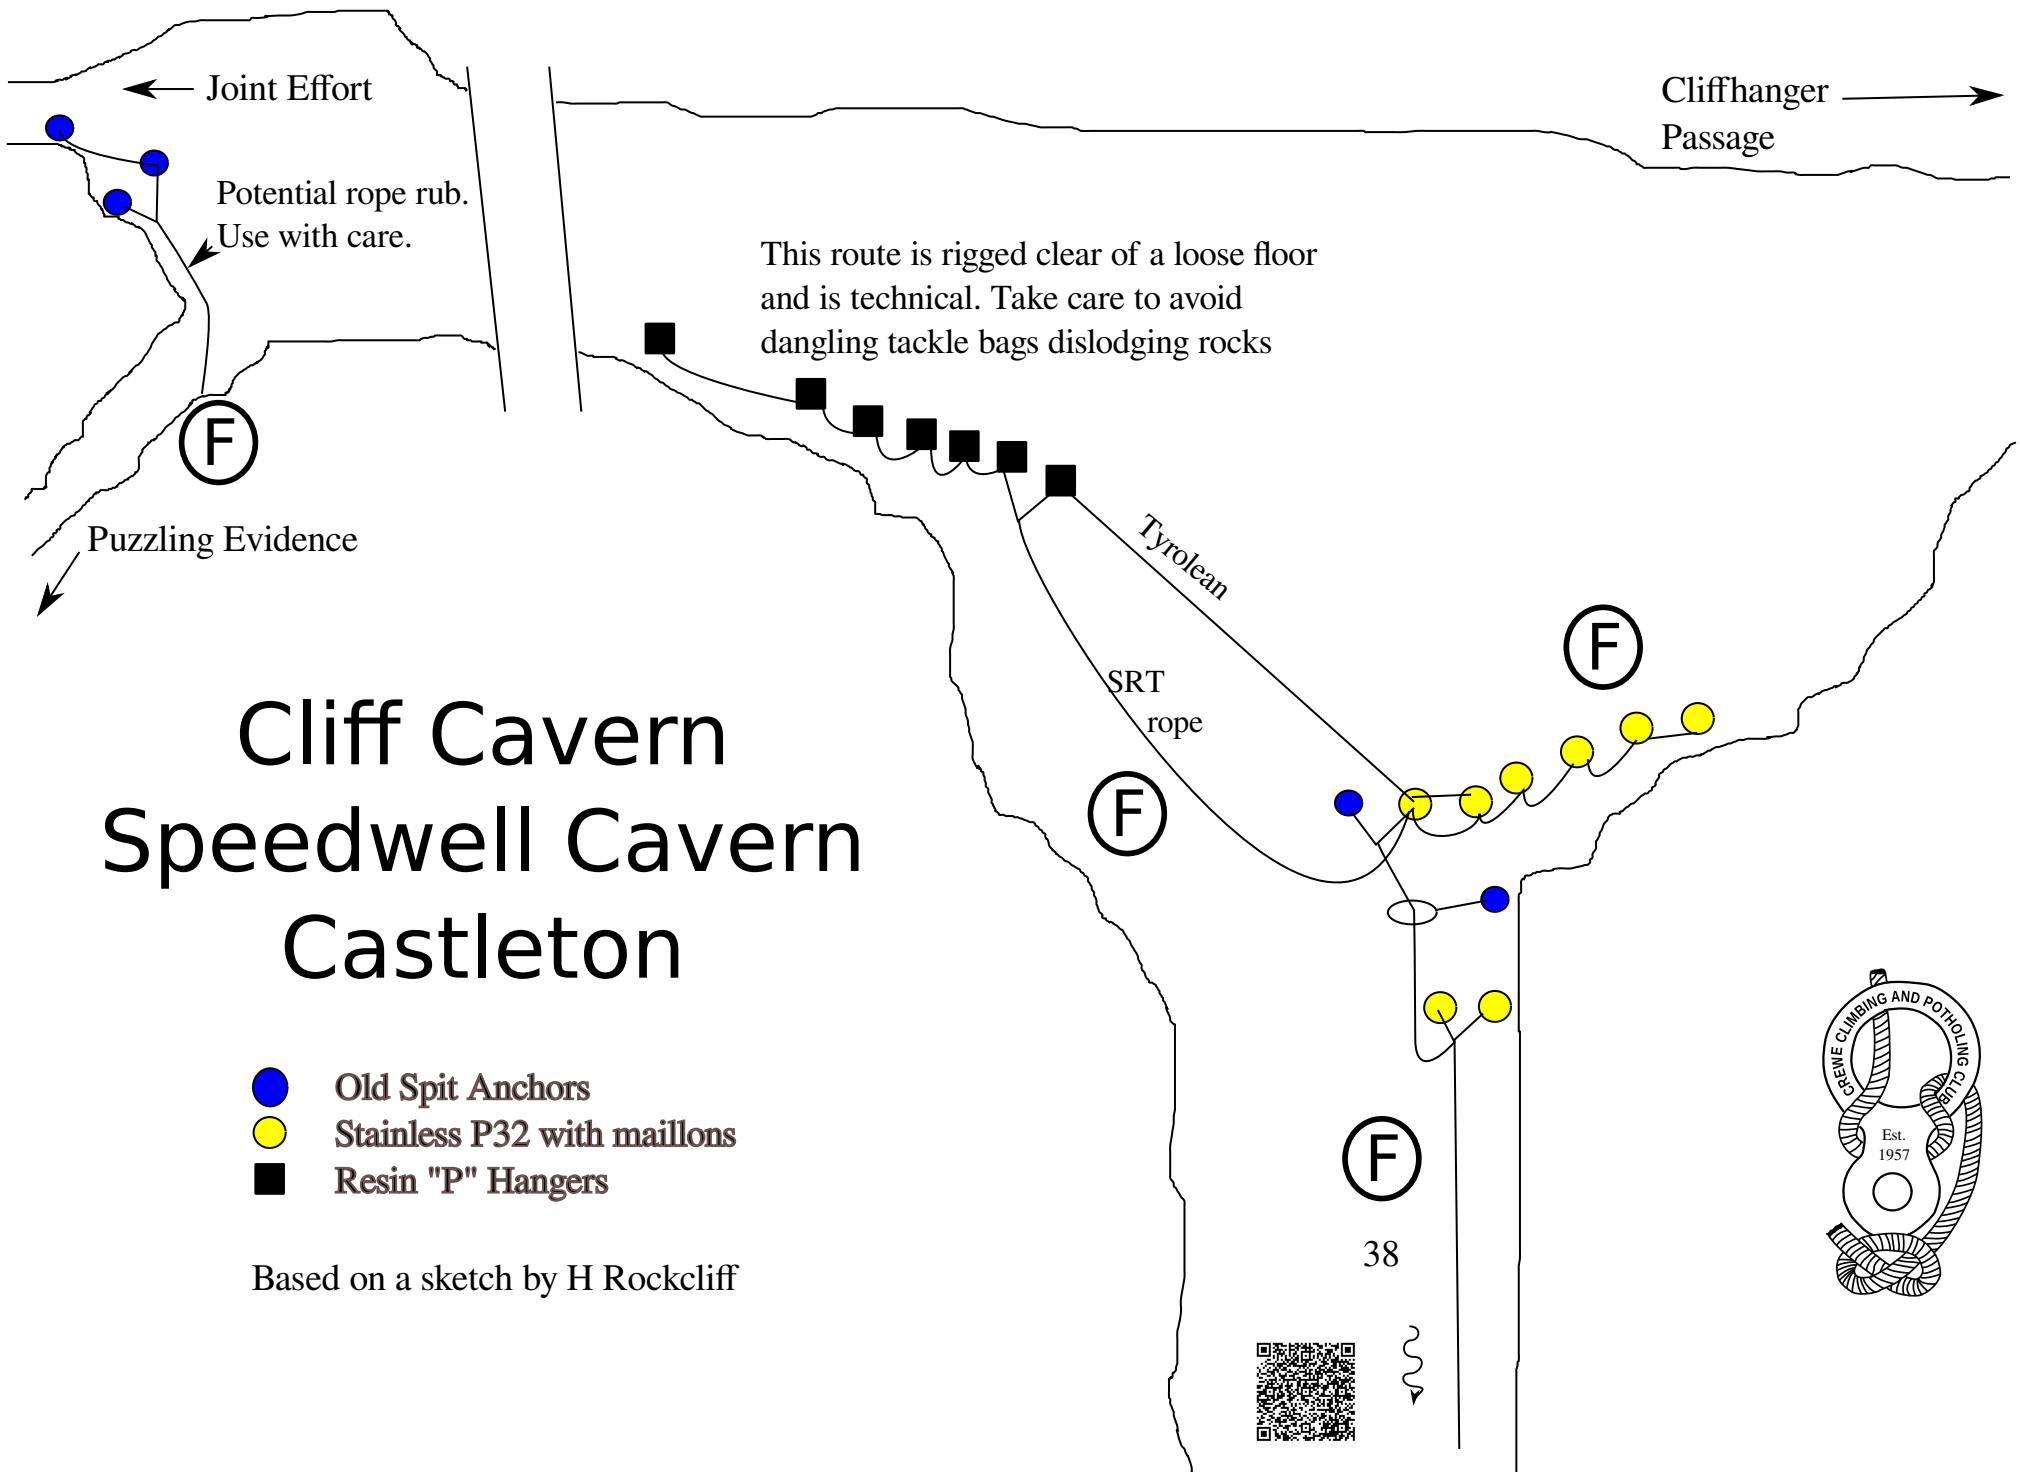 Joint Effort
Cliffhanger
Passage
Potential rope rub.
Use with care.
This route is rigged clear of a loose floor
and is technical. Take care to avoid
dangling tackle bags dislodging rocks
F
Puzzling Evidence
Tyrolean
SRT
rope
F
F
Cliff Cavern
Speedwell Cavern
Castleton
Old Spit Anchors
Stainless P32 with maillons
Resin "P" Hangers
Based on a sketch by H Rockcliff
F
38
CREWE CLIMBING AND POTHOLING CLUB
Est.
1957